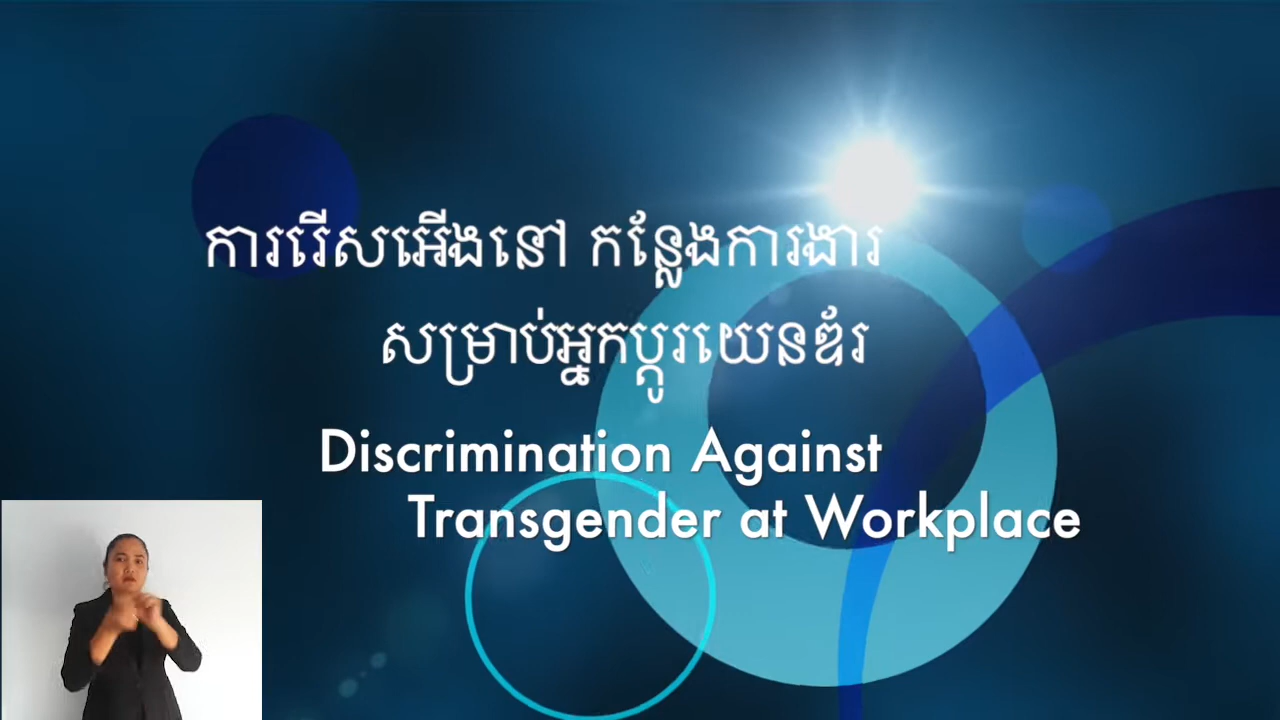 ការរើសអើងនៅ កន្លែងការងារ
សម្រាប់អ្នកប្តូរយេនឌ័រ
Discrimination Against
Transgender at Workplace